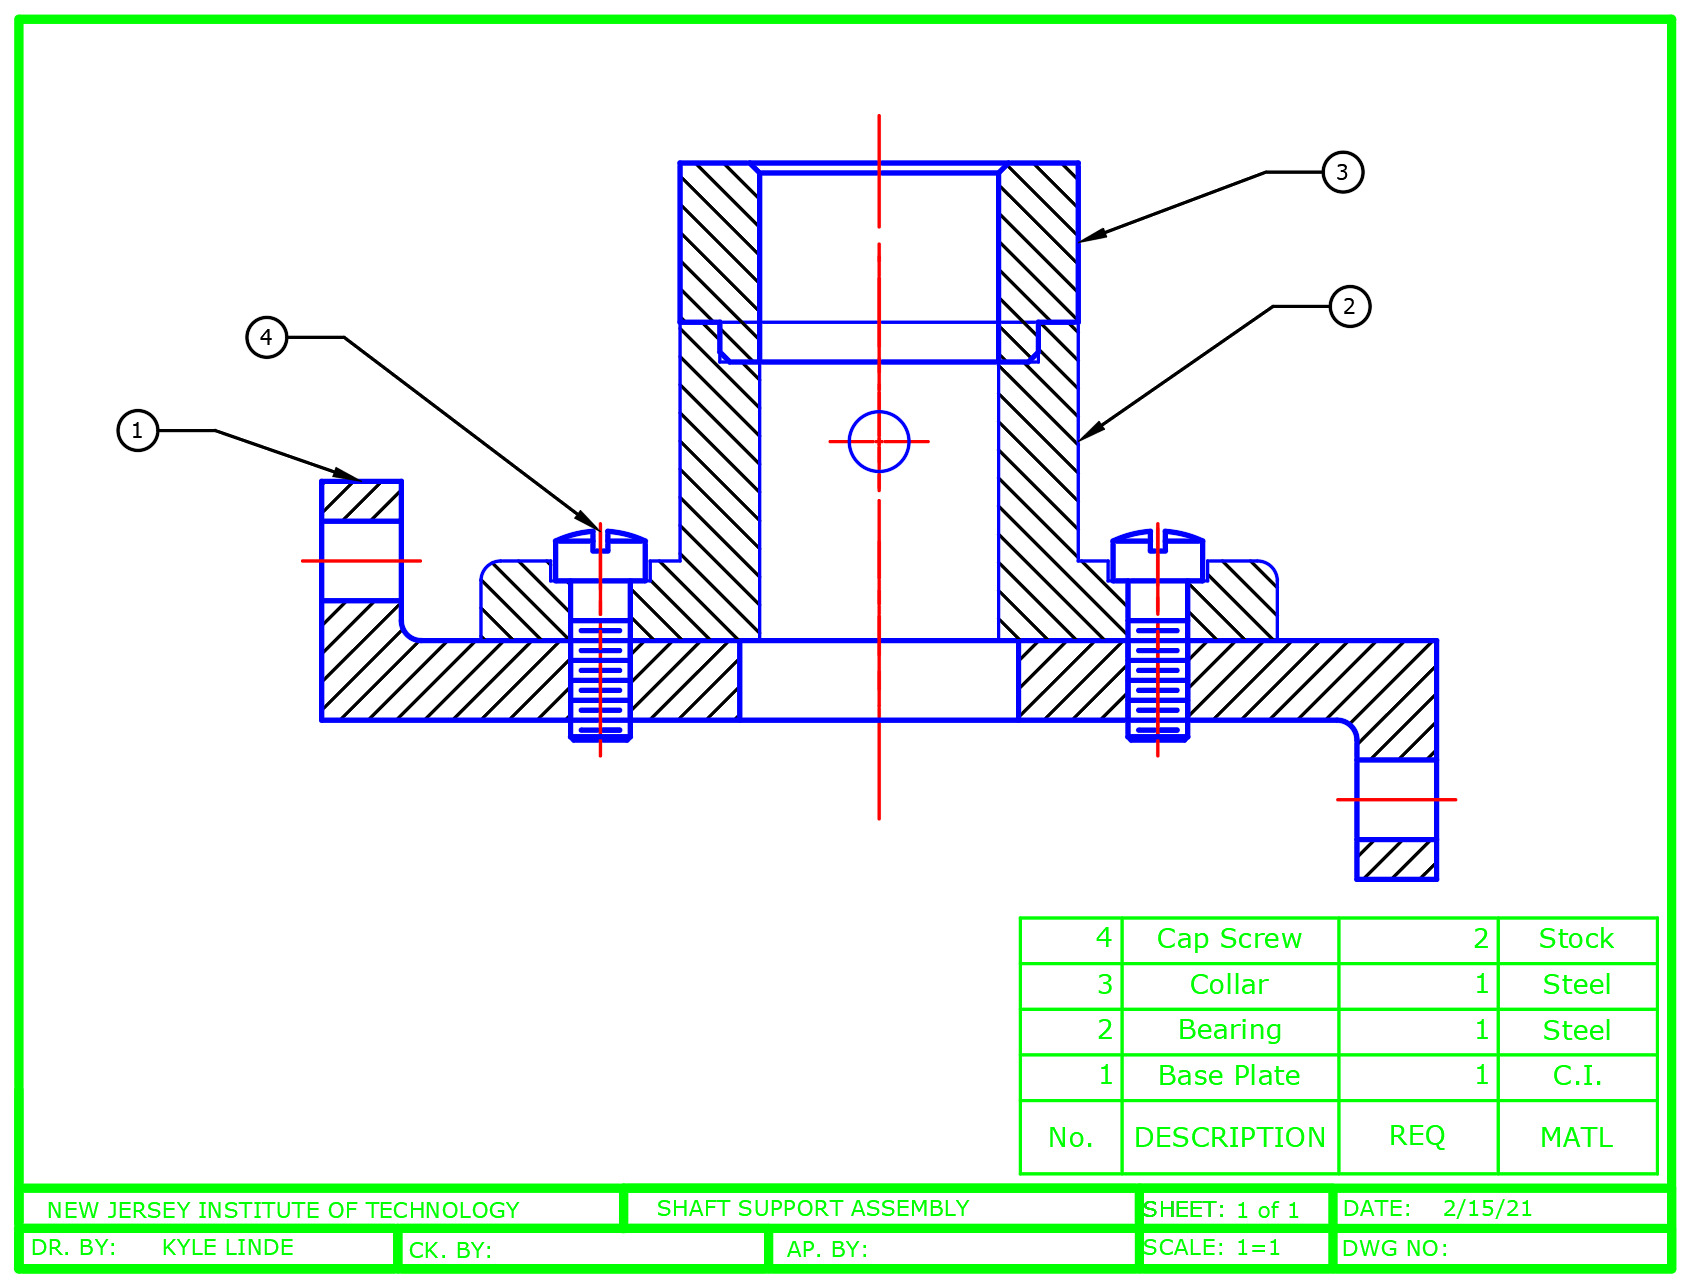 3
2
4
1
4 Cap Screw 2 Stock
3 Collar 1 Steel
2 Bearing 1 Steel
1 Base Plate 1 C.I.
No. DESCRIPTION REQ MATL
NEW JERSEY INSTITUTE OF TECHNOLOGY SHAFT SUPPORT ASSEMBLY SHEET: 1 of 1 DATE: 2/15/21
DR. BY: KYLE LINDE CK. BY: AP. BY: SCALE: 1=1 DWG NO: